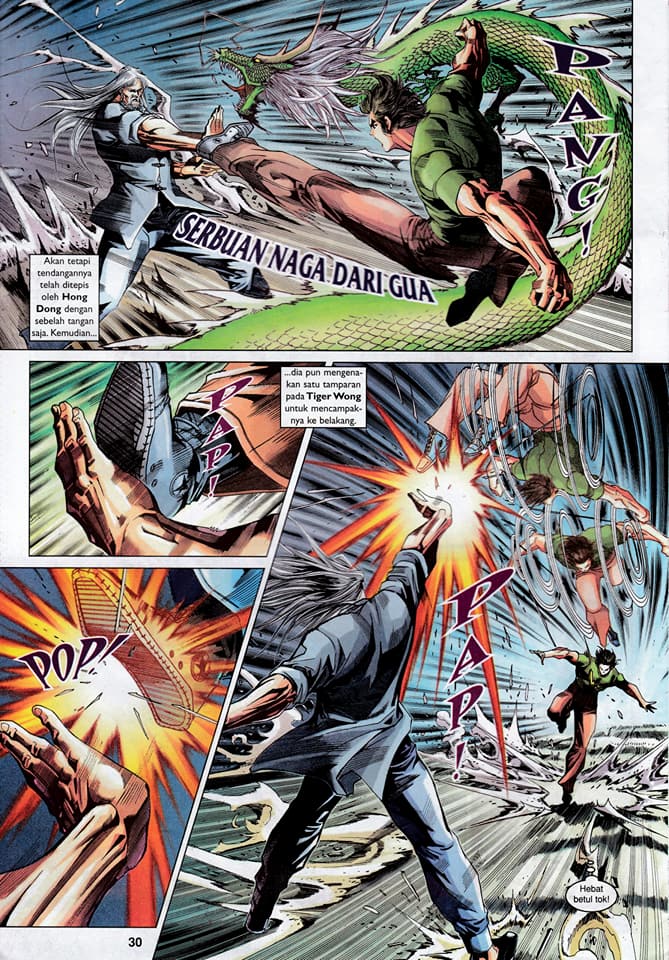 PANG!
SERBUAN NAGA DARI GUA
Akan tetapi
tendangannya
telah ditepis
oleh Hong
Dong dengan
sebelah tangan
saja. Kemudian...
PAP!
...dia pun mengena-
kan satu tamparan
pada Tiger Wong
untuk mencampak-
nya ke belakang.
POP!
PAP!
Hebat
betul tok!
30